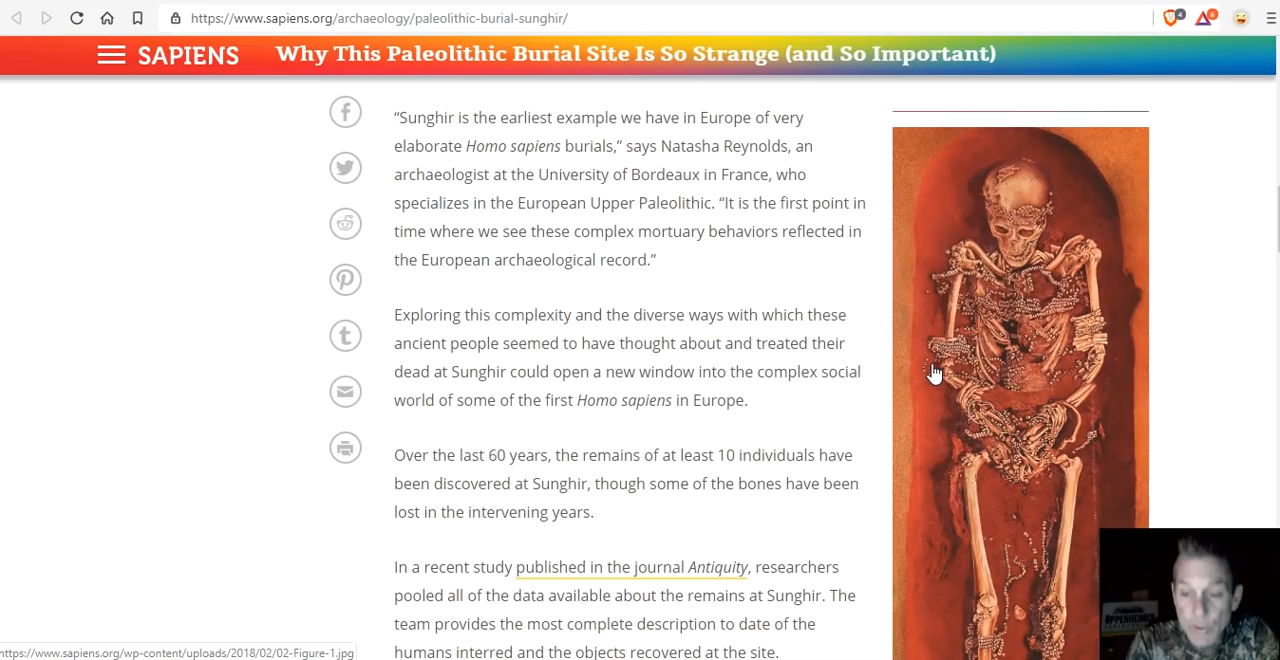 https://www.sapiens.org/archaeology/paleolithic-burial-sunghir/
4
6
SAPIENS
Why This Paleolithic Burial Site Is So Strange (and So Important)
“Sunghir is the earliest example we have in Europe of very
elaborate Homo sapiens burials,” says Natasha Reynolds, an
archaeologist at the University of Bordeaux in France, who
specializes in the European Upper Paleolithic. “It is the first point in
time where we see these complex mortuary behaviors reflected in
the European archaeological record.”
Exploring this complexity and the diverse ways with which these
ancient people seemed to have thought about and treated their
dead at Sunghir could open a new window into the complex social
world of some of the first Homo sapiens in Europe.
Over the last 60 years, the remains of at least 10 individuals have
been discovered at Sunghir, though some of the bones have been
lost in the intervening years.
In a recent study published in the journal Antiquity, researchers
pooled all of the data available about the remains at Sunghir. The
team provides the most complete description to date of the
humans interred and the objects recovered at the site.
https://www.sapiens.org/wp-content/uploads/2018/02/02-Figure-1.jpg